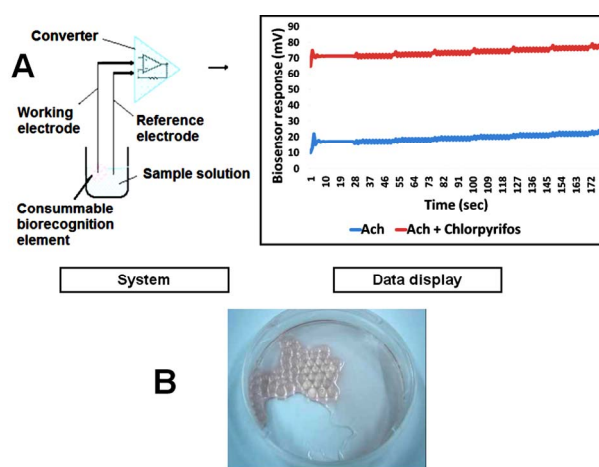 A
Converter
Working
electrode
Reference
electrode
Sample solution
Consummable
biorecognition
element
Biosensor response (mV)
90
80
70
60
50
40
30
20
10
0
1 10 19 28 37 46 55 64 73 82 91 100 109 118 127 136 145 154 163 172
Time (sec)
Ach Ach + Chlorpyrifos
System
Data display
B